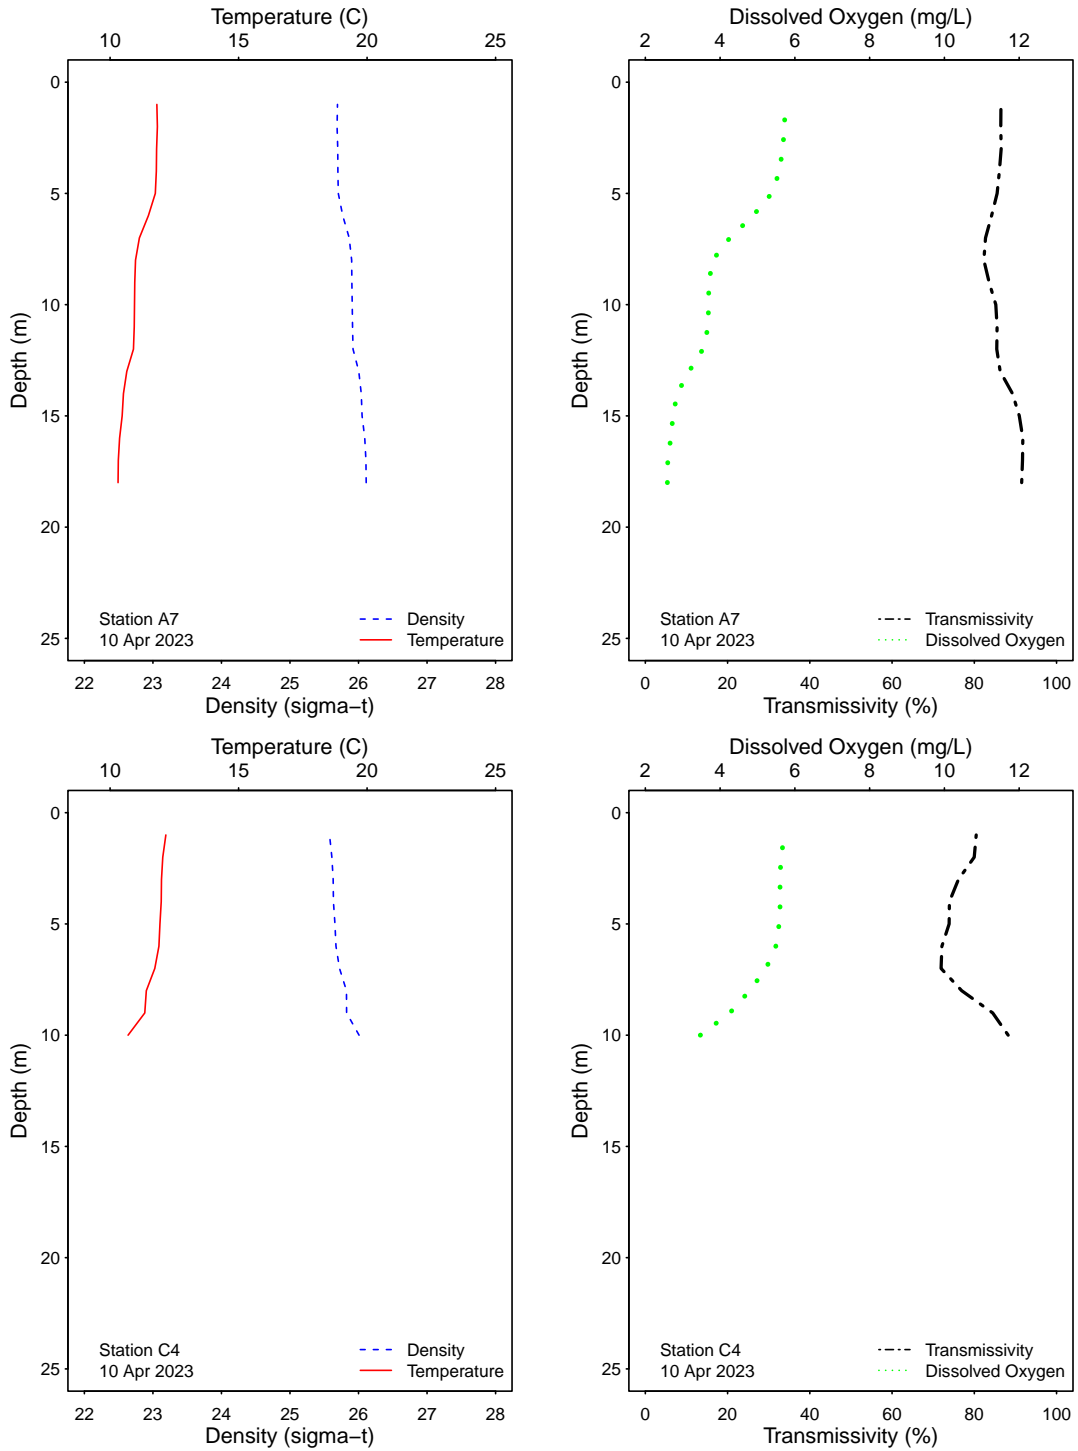 Temperature (C)
10 15 20 25
0
5
10
15
20
25
Depth (m)
Station A7
10 Apr 2023
Density
Temperature
22 23 24 25 26 27 28
Density (sigma−t)
Dissolved Oxygen (mg/L)
2 4 6 8 10 12
0
5
10
15
20
25
Depth (m)
Station A7
10 Apr 2023
Transmissivity
Dissolved Oxygen
0 20 40 60 80 100
Transmissivity (%)
Temperature (C)
10 15 20 25
0
5
10
15
20
25
Depth (m)
Station C4
10 Apr 2023
Density
Temperature
22 23 24 25 26 27 28
Density (sigma−t)
Dissolved Oxygen (mg/L)
2 4 6 8 10 12
0
5
10
15
20
25
Depth (m)
Station C4
10 Apr 2023
Transmissivity
Dissolved Oxygen
0 20 40 60 80 100
Transmissivity (%)